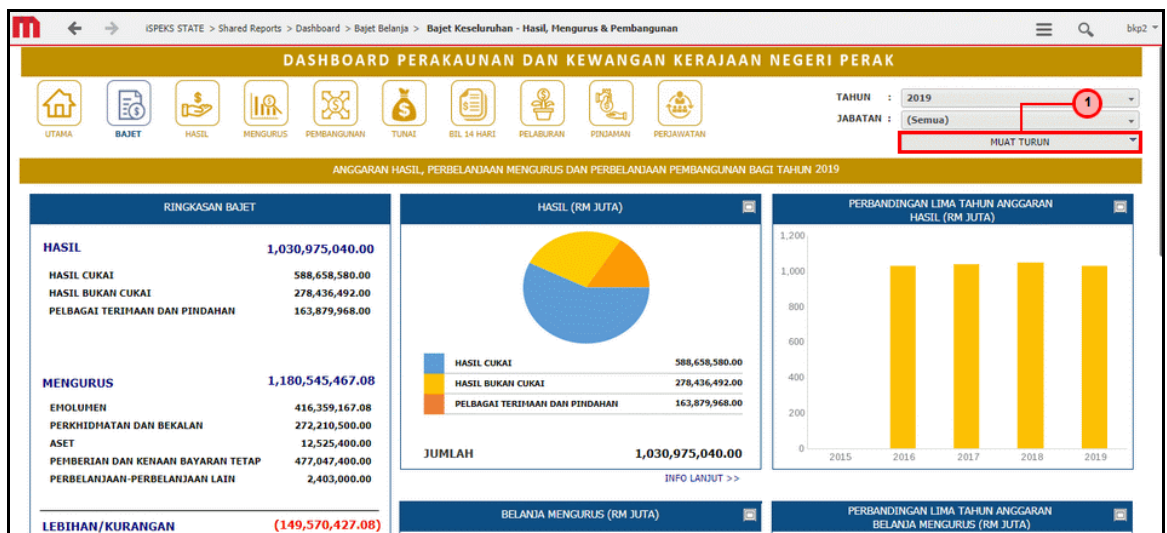 iSPEKS STATE > Shared Reports > Dashboard > Bajet Belanja > Bajet Keseluruhan - Hasil, Mengurus & Pembangunan
bkp2
DASHBOARD PERAKAUNAN DAN KEWANGAN KERAJAAN NEGERI PERAK
UTAMA
BAJET
HASIL
MENGURUS
PEMBANGUNAN
TUNAI
BIL 14 HARI
PELABURAN
PINJAMAN
PERJAWATAN
TAHUN : 2019
JABATAN : (Semua)
1
MUAT TURUN
ANGGARAN HASIL, PERBELANJAAN MENGURUS DAN PERBELANJAAN PEMBANGUNAN BAGI TAHUN 2019
RINGKASAN BAJET
HASIL 1,030,975,040.00
HASIL CUKAI 588,658,580.00
HASIL BUKAN CUKAI 278,436,492.00
PELBAGAI TERIMAAN DAN PINDAHAN 163,879,968.00
MENGURUS 1,180,545,467.08
EMOLUMEN 416,359,167.08
PERKHIDMATAN DAN BEKALAN 272,210,500.00
ASET 12,525,400.00
PEMBERIAN DAN KENAAN BAYARAN TETAP 477,047,400.00
PERBELANJAAN-PERBELANJAAN LAIN 2,403,000.00
LEBIHAN/KURANGAN (149,570,427.08)
HASIL (RM JUTA)
HASIL CUKAI 588,658,580.00
HASIL BUKAN CUKAI 278,436,492.00
PELBAGAI TERIMAAN DAN PINDAHAN 163,879,968.00
JUMLAH 1,030,975,040.00
INFO LANJUT >>
BELANJA MENGURUS (RM JUTA)
PERBANDINGAN LIMA TAHUN ANGGARAN
HASIL (RM JUTA)
1,200
1,000
800
600
400
200
0
2015 2016 2017 2018 2019
PERBANDINGAN LIMA TAHUN ANGGARAN
BELANJA MENGURUS (RM JUTA)